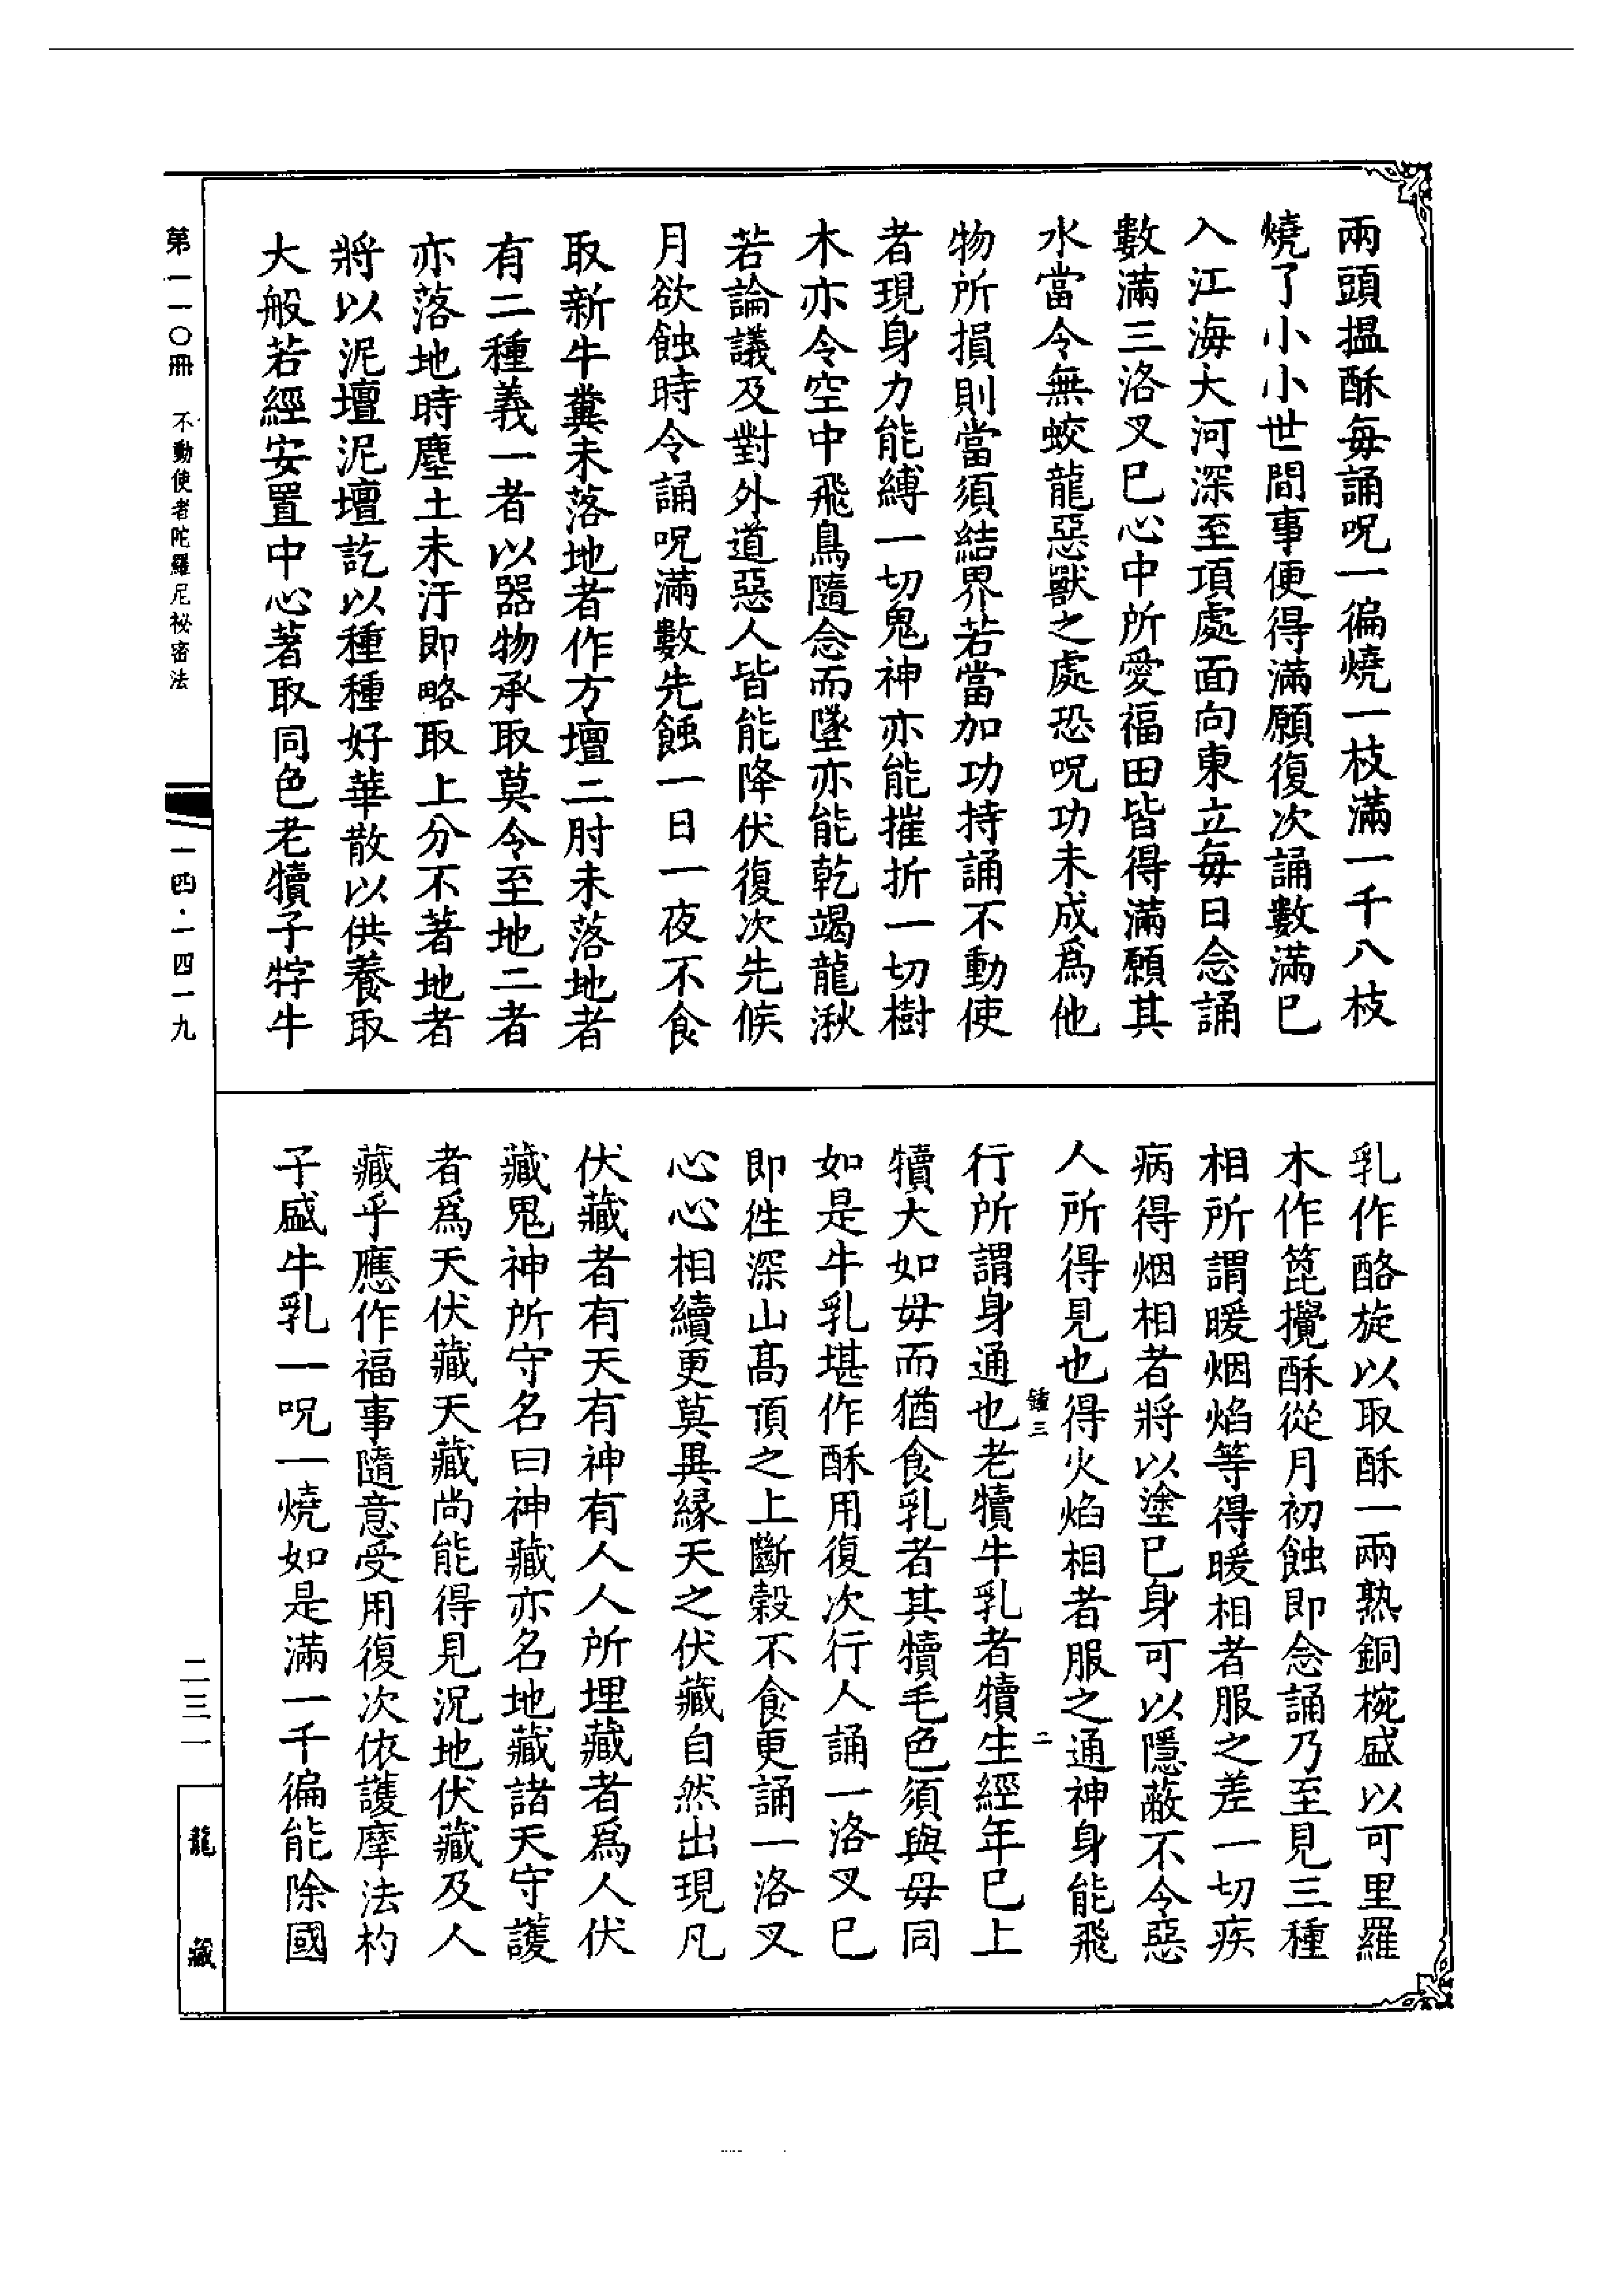 兩頭搵酥每誦呪一徧燒一枝滿一千八枝
燒了小小世間事便得滿願復次誦數滿巳
入江海大河深至項處面向東立每日念誦
數滿三洛叉巳心中所愛福田皆得滿願其
水當令無蛟龍惡獸之處恐呪功未成爲他
物所損則當須結界若當加功持誦不動使
者現身力能縛一切鬼神亦能摧折一切樹
木亦令空中飛鳥隨念而墜亦能乾竭龍湫
若論議及對外道惡人皆能降伏復次先候
月欲蝕時令誦呪滿數先蝕一日一夜不食
取新牛糞未落地者作方壇二肘未落地者
有二種義一者以器物承取莫令至地二者
亦落地時塵土未汙即略取上分不著地者
將以泥壇泥壇訖以種種好華散以供養取
大般若經安置中心著取同色老犢子牸牛
乳作酪旋以取酥一兩熟銅椀盛以可里羅
木作箆攪酥從月初蝕即念誦乃至見三種
相所謂暖烟焰等得暖相者服之差一切疾
病得烟相者將以塗巳身可以隱蔽不令惡
人所得見也得火焰相者服之通神身能飛
鍾三 二
行所謂身通也老犢牛乳者犢生經年巳上
犢大如母而猶食乳者其犢毛色須與母同
如是牛乳堪作酥用復次行人誦一洛叉巳
即徃深山髙頂之上斷穀不食更誦一洛叉
心心相續更莫異縁天之伏藏自然出現凡
伏藏者有天有神有人人所埋藏者爲人伏
藏鬼神所守名曰神藏亦名地藏諸天守護
者爲天伏藏天藏尚能得見況地伏藏及人
藏乎應作福事隨意受用復次依護摩法杓
子盛牛乳一呪一燒如是滿一千徧能除國
第一一〇冊 不動使者陀羅尼祕密法
一四·一四一九
二三一
龍藏